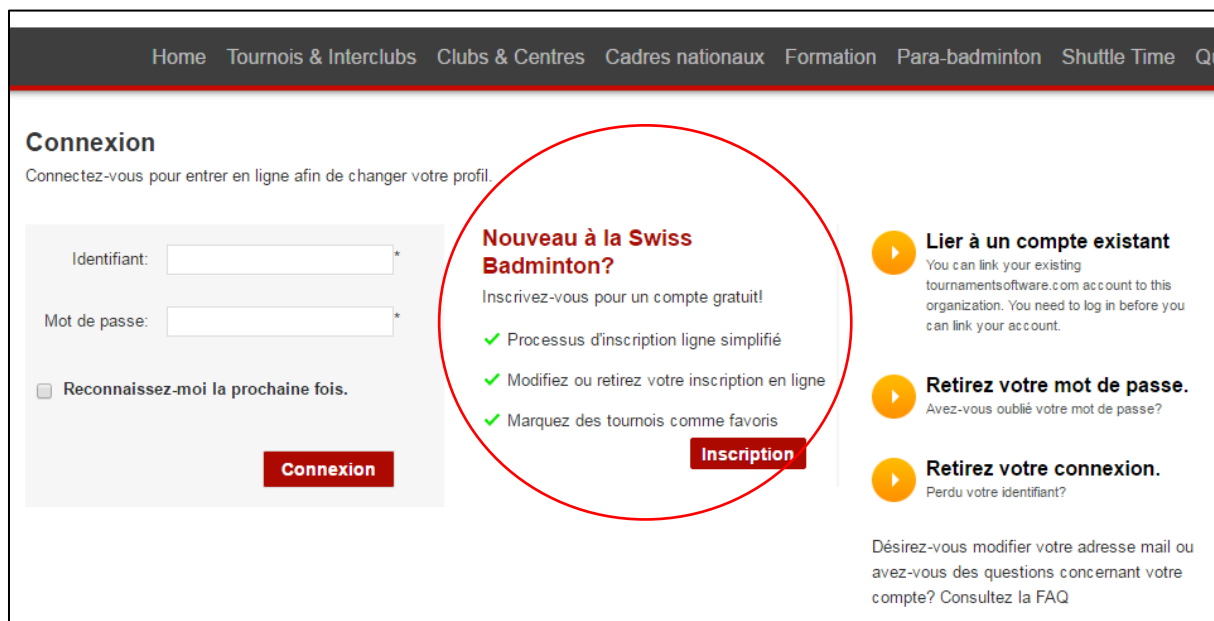 Home Tournois & Interclubs Clubs & Centres Cadres nationaux Formation Para-badminton Shuttle Time
Connexion
Connectez-vous pour entrer en ligne afin de changer votre profil.
Identifiant: *
Mot de passe: *
Reconnaissez-moi la prochaine fois.
Connexion
Nouveau à la Swiss
Badminton?
Inscrivez-vous pour un compte gratuit!
Processus d'inscription ligne simplifié
Modifiez ou retirez votre inscription en ligne
Marquez des tournois comme favoris
Inscription
Lier à un compte existant
You can link your existing
tournamentsoftware.com account to this
organization. You need to log in before you
can link your account.
Retirez votre mot de passe.
Avez-vous oublié votre mot de passe?
Retirez votre connexion.
Perdu votre identifiant?
Désirez-vous modifier votre adresse mail ou
avez-vous des questions concernant votre
compte? Consultez la FAQ